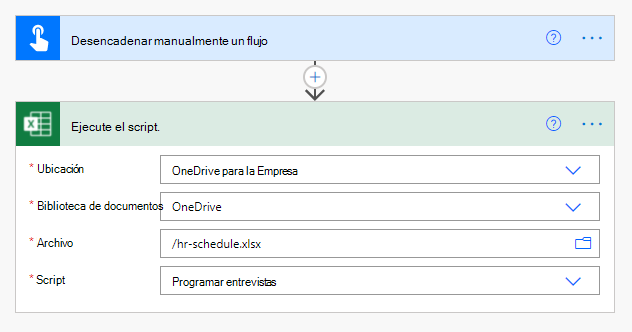 Desencadenar manualmente un flujo
Ejecute el script.
* Ubicación
OneDrive para la Empresa
* Biblioteca de documentos
OneDrive
* Archivo
/hr-schedule.xlsx
* Script
Programar entrevistas